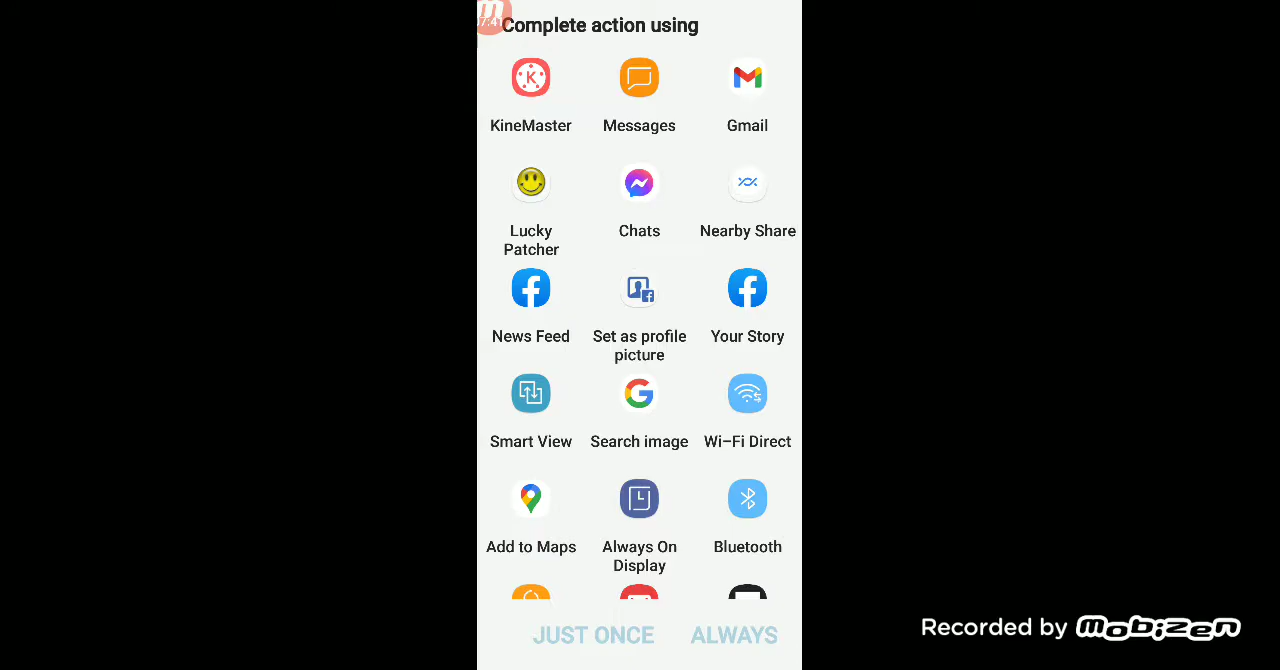 7:41
Complete action using
KineMaster
Messages
Gmail
Lucky
Patcher
Chats
Nearby Share
News Feed
Set as profile
picture
Your Story
Smart View
Search image
Wi-Fi Direct
Add to Maps
Always On
Display
Bluetooth
JUST ONCE
ALWAYS
Recorded by mobizen